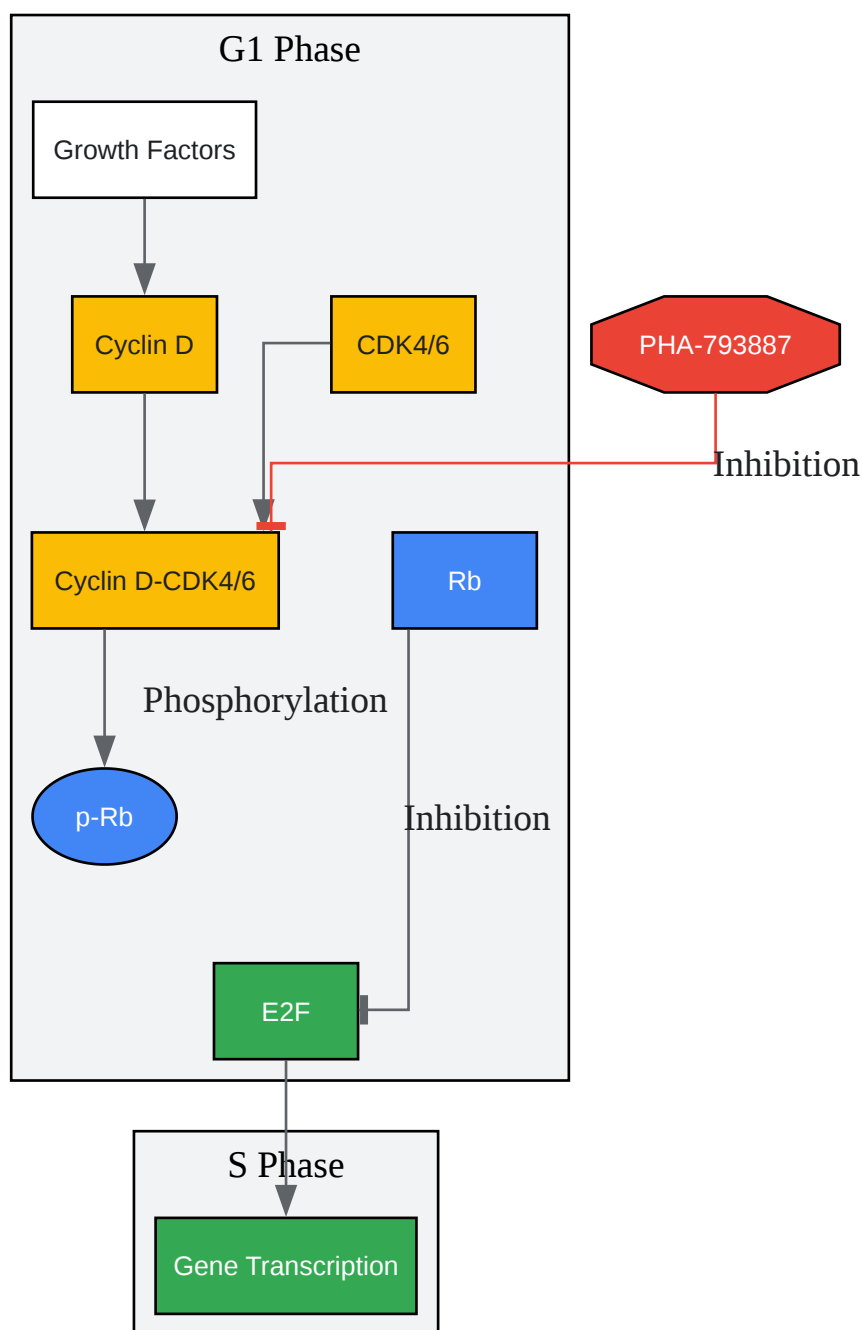 G1 Phase
Growth Factors
Cyclin D
CDK4/6
PHA-793887
Inhibition
Cyclin D-CDK4/6
Rb
Phosphorylation
p-Rb
Inhibition
E2F
S Phase
Gene Transcription